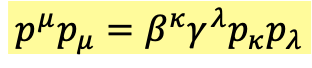 p^μ p_μ = β^κ γ^λ p_κ p_λ